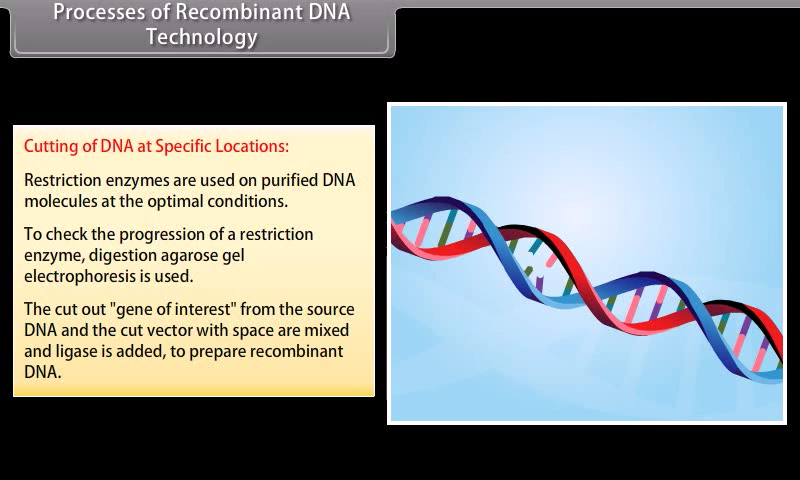 Processes of Recombinant DNA
Technology
Cutting of DNA at Specific Locations:
Restriction enzymes are used on purified DNA
molecules at the optimal conditions.
To check the progression of a restriction
enzyme, digestion agarose gel
electrophoresis is used.
The cut out "gene of interest" from the source
DNA and the cut vector with space are mixed
and ligase is added, to prepare recombinant
DNA.